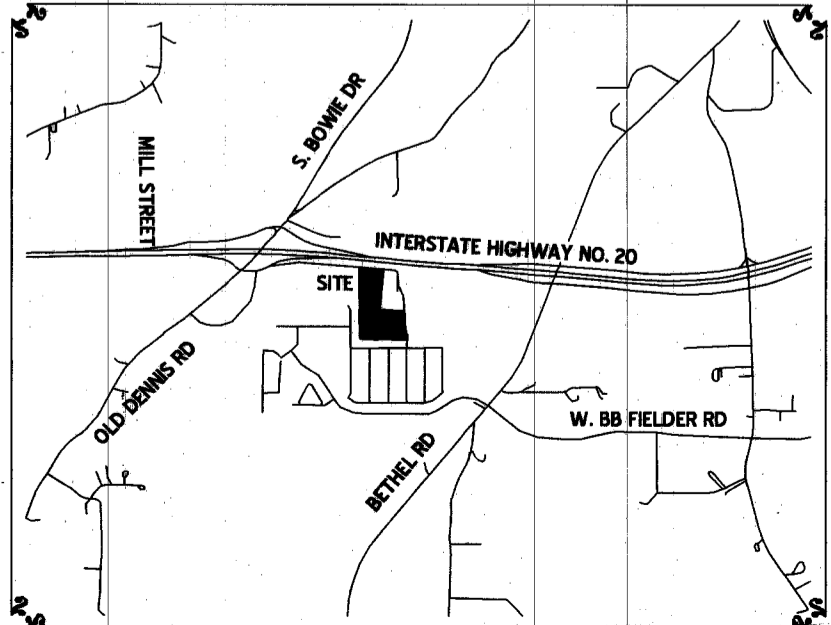 S. BOWIE DR
MILL STREET
INTERSTATE HIGHWAY NO. 20
SITE
OLD DENNIS RD
W. BB FIELDER RD
BETHEL RD